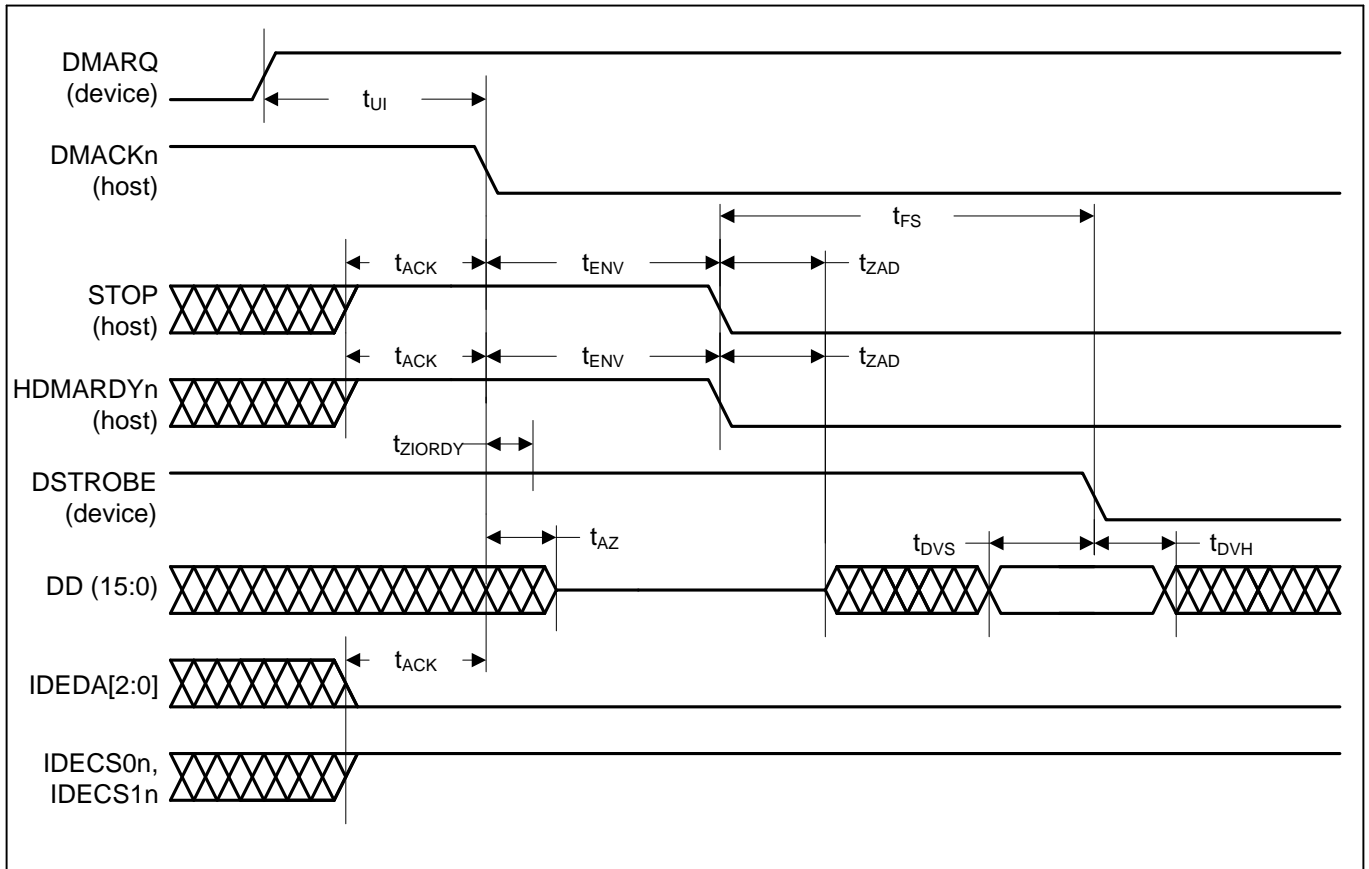 DMARQ
(device)
tUI
DMACKn
(host)
tFS
tACK tENV tZAD
STOP
(host)
tACK tENV tZAD
HDMARDYn
(host)
tZIORDY
DSTROBE
(device)
tAZ tDVS tDVH
DD (15:0)
tACK
IDEDA[2:0]
IDECS0n,
IDECS1n